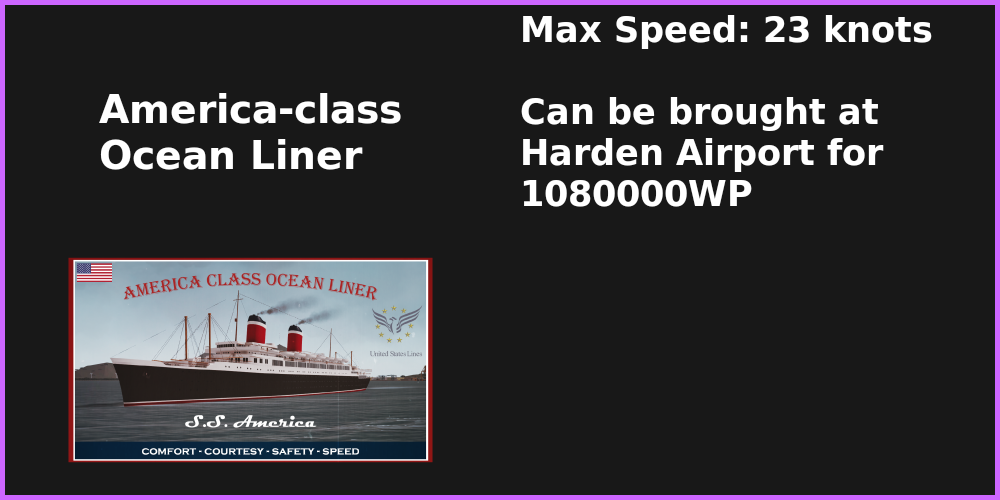 America-class
Ocean Liner
AMERICA CLASS OCEAN LINER
United States Lines
S.S. America
COMFORT - COURTESY - SAFETY - SPEED
Max Speed: 23 knots
Can be brought at
Harden Airport for
1080000WP